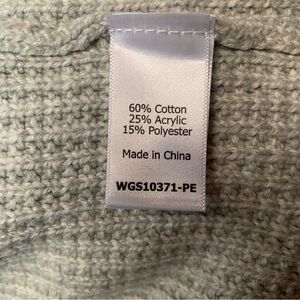 60% Cotton
25% Acrylic
15% Polyester
Made in China
WGS10371-PE